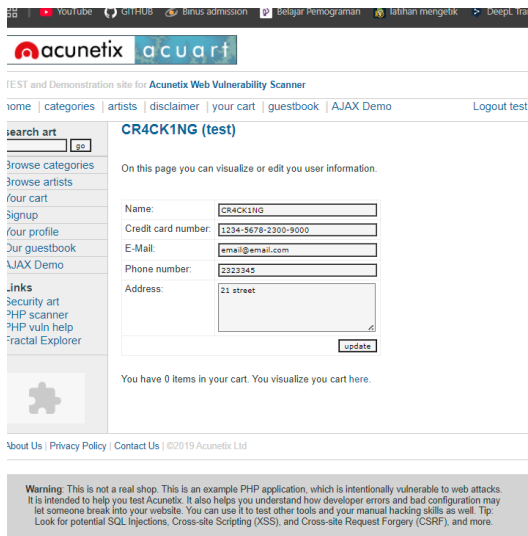 YouTube GITHUB Binus admission Belajar Pemograman latihan mengetik DeepL Tra
acunetix acuart
TEST and Demonstration site for Acunetix Web Vulnerability Scanner
home | categories | artists | disclaimer | your cart | guestbook | AJAX Demo Logout test
search art
go
Browse categories
Browse artists
Your cart
Signup
Your profile
Our guestbook
AJAX Demo
Links
Security art
PHP scanner
PHP vuln help
Fractal Explorer
CR4CK1NG (test)
On this page you can visualize or edit you user information.
Name: CR4CK1NG
Credit card number: 1234-5678-2300-9000
E-Mail: email@email.com
Phone number: 2323345
Address: 21 street
update
You have 0 items in your cart. You visualize you cart here.
About Us | Privacy Policy | Contact Us | ©2019 Acunetix Ltd
Warning: This is not a real shop. This is an example PHP application, which is intentionally vulnerable to web attacks.
It is intended to help you test Acunetix. It also helps you understand how developer errors and bad configuration may
let someone break into your website. You can use it to test other tools and your manual hacking skills as well. Tip:
Look for potential SQL Injections, Cross-site Scripting (XSS), and Cross-site Request Forgery (CSRF), and more.